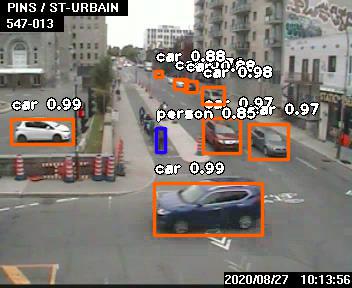 PINS / ST-URBAIN
547-013
car 0.88
car 0.98
car 0.99
car 0.97
person 0.85
car 0.97
car 0.99
2020/08/27 10:13:56